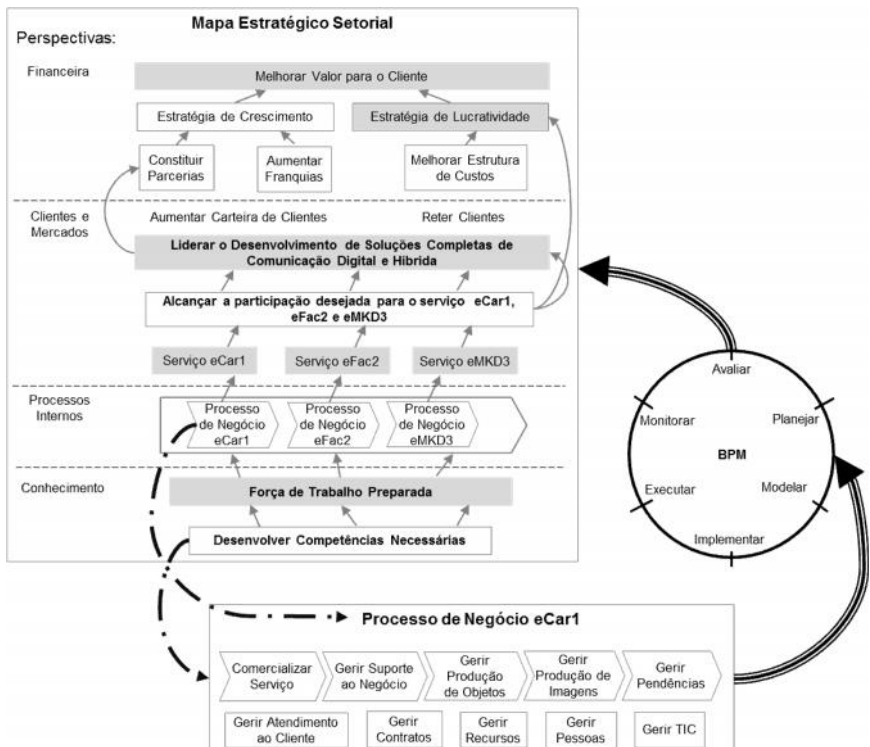 Mapa Estratégico Setorial
Perspectivas:
Financeira
Melhorar Valor para o Cliente
Estratégia de Crescimento
Estratégia de Lucratividade
Constituir
Parcerias
Aumentar
Franquias
Melhorar Estrutura
de Custos
Clientes e
Mercados
Aumentar Carteira de Clientes
Reter Clientes
Liderar o Desenvolvimento de Soluções Completas de
Comunicação Digital e Hibrida
Alcançar a participação desejada para o serviço eCar1,
eFac2 e eMKD3
Serviço eCar1
Serviço eFac2
Serviço eMKD3
Processos
Internos
Processo
de Negócio
eCar1
Processo
de Negócio
eFac2
Processo
de Negócio
eMKD3
Conhecimento
Força de Trabalho Preparada
Desenvolver Competências Necessárias
Avaliar
Monitorar
Planejar
BPM
Executar
Modelar
Implementar
Processo de Negócio eCar1
Comercializar
Serviço
Gerir Suporte
ao Negócio
Gerir
Produção
de Objetos
Gerir
Produção de
Imagens
Gerir
Pendências
Gerir Atendimento
ao Cliente
Gerir
Contratos
Gerir
Recursos
Gerir
Pessoas
Gerir TIC